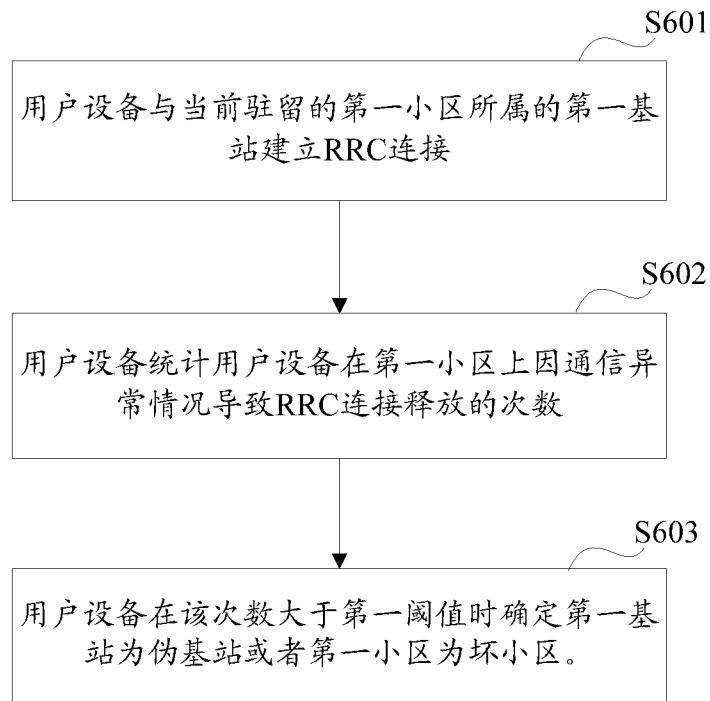 S601
用户设备与当前驻留的第一小区所属的第一基
站建立RRC连接
S602
用户设备统计用户设备在第一小区上因通信异
常情况导致RRC连接释放的次数
S603
用户设备在该次数大于第一阈值时确定第一基
站为伪基站或者第一小区为坏小区。